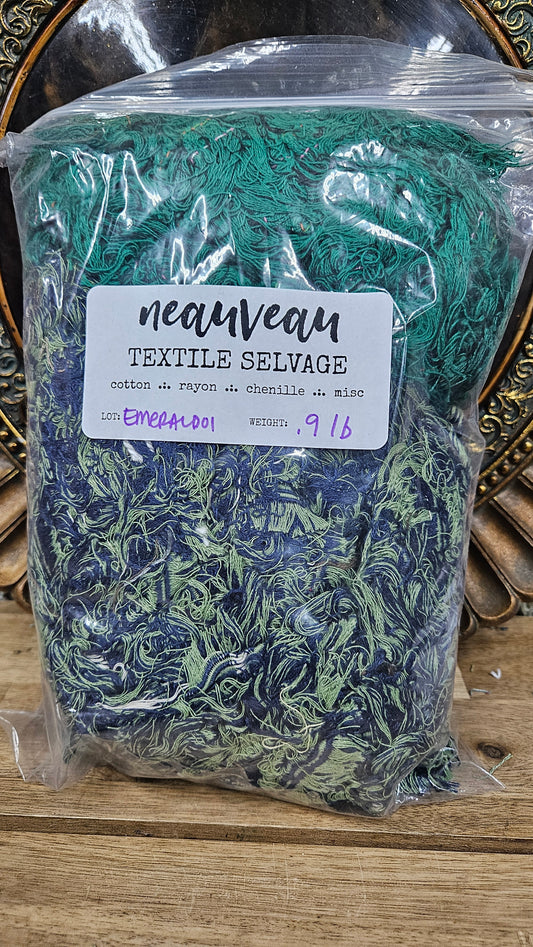 neauveau
TEXTILE SELVAGE
cotton .:. rayon .:. chenille .:. misc
LOT: EMERALD01 WEIGHT: .9 lb